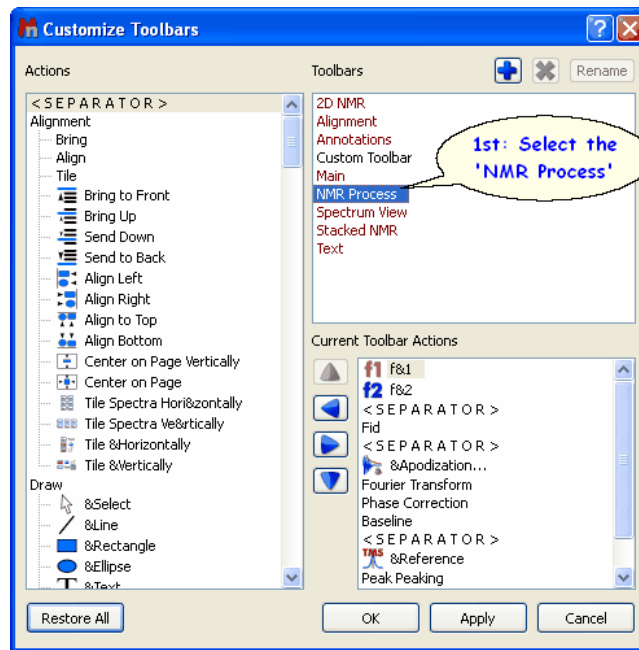 Customize Toolbars
Actions
Toolbars
Rename
<SEPARATOR>
Alignment
Bring
Align
Tile
Bring to Front
Bring Up
Send Down
Send to Back
Align Left
Align Right
Align to Top
Align Bottom
Center on Page Vertically
Center on Page
Tile Spectra Hori&zontally
Tile Spectra Ve&rtically
Tile &Horizontally
Tile &Vertically
Draw
&Select
&Line
&Rectangle
&Ellipse
&Text
2D NMR
Alignment
Annotations
Custom Toolbar
Main
NMR Process
Spectrum View
Stacked NMR
Text
1st: Select the
'NMR Process'
Current Toolbar Actions
f1 f&1
f2 f&2
<SEPARATOR>
Fid
<SEPARATOR>
&Apodization...
Fourier Transform
Phase Correction
Baseline
<SEPARATOR>
TMS &Reference
Peak Peaking
Restore All
OK
Apply
Cancel